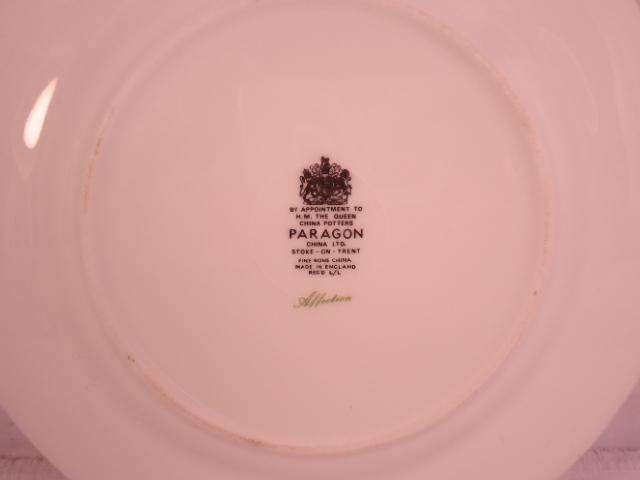 BY APPOINTMENT TO
H.M. THE QUEEN
CHINA POTTERS
PARAGON
CHINA LTD.
STOKE-ON-TRENT
FINE BONE CHINA
MADE IN ENGLAND
REG'D
Affection